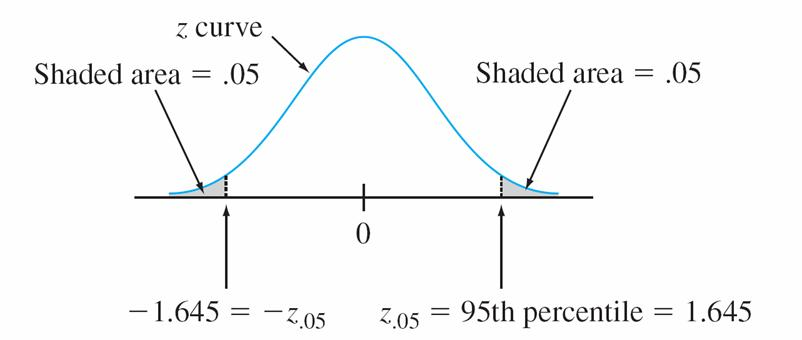 z curve
Shaded area = .05
Shaded area = .05
0
−1.645 = −z.05
z.05 = 95th percentile = 1.645